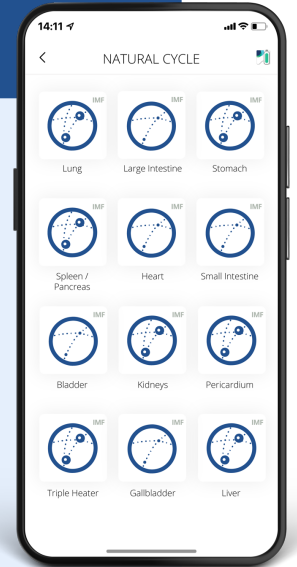 14:11
NATURAL CYCLE
IMF IMF IMF
Lung Large Intestine Stomach
IMF IMF IMF
Spleen / Heart Small Intestine
Pancreas
IMF IMF IMF
Bladder Kidneys Pericardium
IMF IMF IMF
Triple Heater Gallbladder Liver